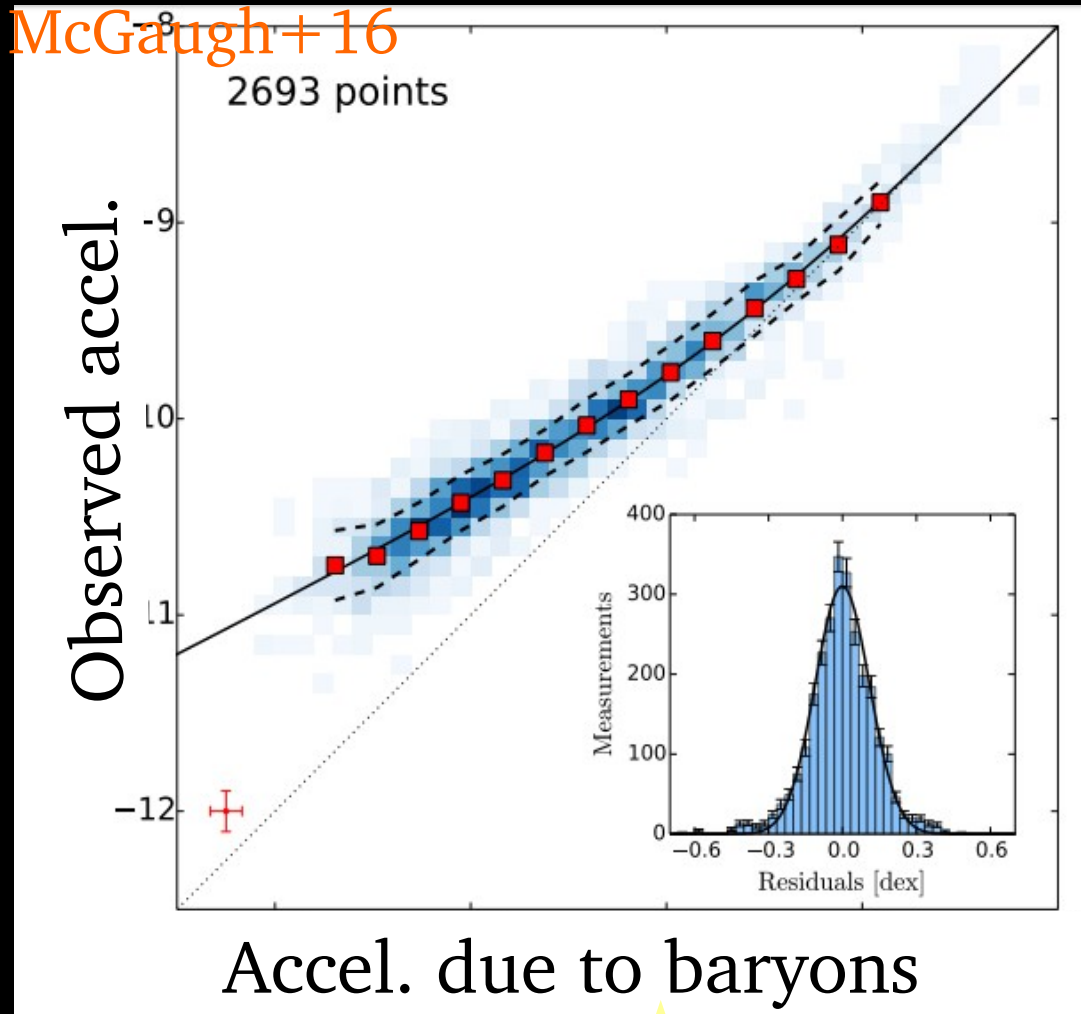 McGaugh+16
-8
2693 points
-9
10
11
-12
Observed accel.
Accel. due to baryons
400
300
200
100
0
Measurements
-0.6 -0.3 0.0 0.3 0.6
Residuals [dex]